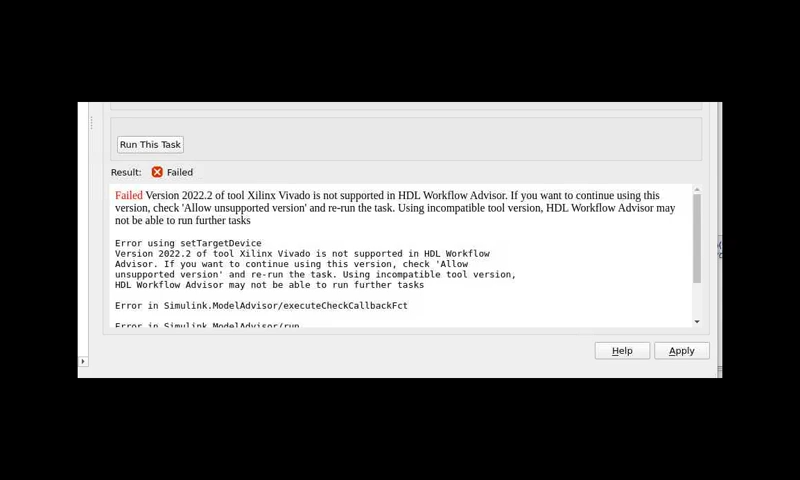 Run This Task
Result: Failed
Failed Version 2022.2 of tool Xilinx Vivado is not supported in HDL Workflow Advisor. If you want to continue using this
version, check 'Allow unsupported version' and re-run the task. Using incompatible tool version, HDL Workflow Advisor may
not be able to run further tasks
Error using setTargetDevice
Version 2022.2 of tool Xilinx Vivado is not supported in HDL Workflow
Advisor. If you want to continue using this version, check 'Allow
unsupported version' and re-run the task. Using incompatible tool version,
HDL Workflow Advisor may not be able to run further tasks
Error in Simulink.ModelAdvisor/executeCheckCallbackFct
Error in Simulink.ModelAdvisor/run
Help Apply